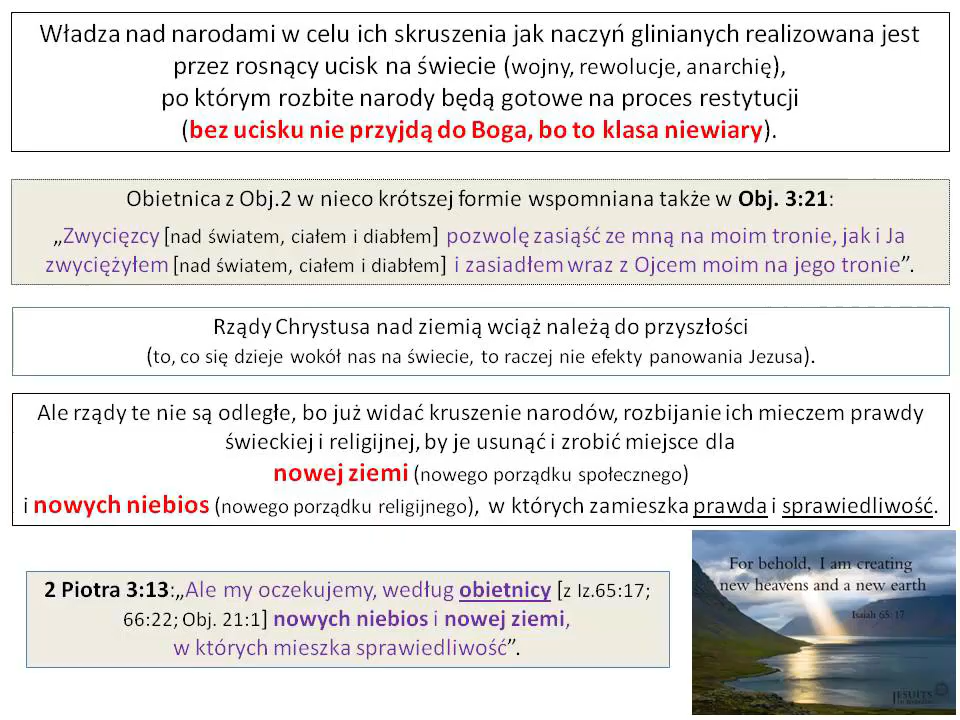 Władza nad narodami w celu ich skruszenia jak naczyń glinianych realizowana jest
przez rosnący ucisk na świecie (wojny, rewolucje, anarchię),
po którym rozbite narody będą gotowe na proces restytucji
(bez ucisku nie przyjdą do Boga, bo to klasa niewiary).
Obietnica z Obj.2 w nieco krótszej formie wspomniana także w Obj. 3:21:
„Zwycięzcy [nad światem, ciałem i diabłem] pozwolę zasiąść ze mną na moim tronie, jak i Ja
zwyciężyłem [nad światem, ciałem i diabłem] i zasiadłem wraz z Ojcem moim na jego tronie”.
Rządy Chrystusa nad ziemią wciąż należą do przyszłości
(to, co się dzieje wokół nas na świecie, to raczej nie efekty panowania Jezusa).
Ale rządy te nie są odległe, bo już widać kruszenie narodów, rozbijanie ich mieczem prawdy
świeckiej i religijnej, by je usunąć i zrobić miejsce dla
nowej ziemi (nowego porządku społecznego)
i nowych niebios (nowego porządku religijnego), w których zamieszka prawda i sprawiedliwość.
For behold, I am creating
new heavens and a new earth
Isaiah 65: 17
JESUITS
2 Piotra 3:13:„Ale my oczekujemy, według obietnicy [z Iz.65:17;
66:22; Obj. 21:1] nowych niebios i nowej ziemi,
w których mieszka sprawiedliwość”.